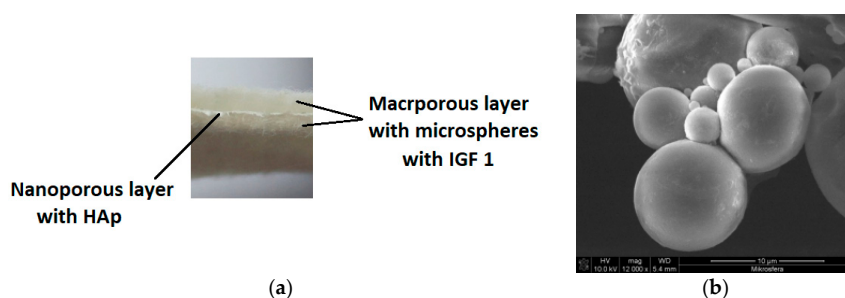 Macrporous layer
with microspheres
with IGF 1
Nanoporous layer
with HAp
HV mag WD 10 µm
10.0 kV 12 000 x 5.4 mm Mikrosfera
(a) (b)